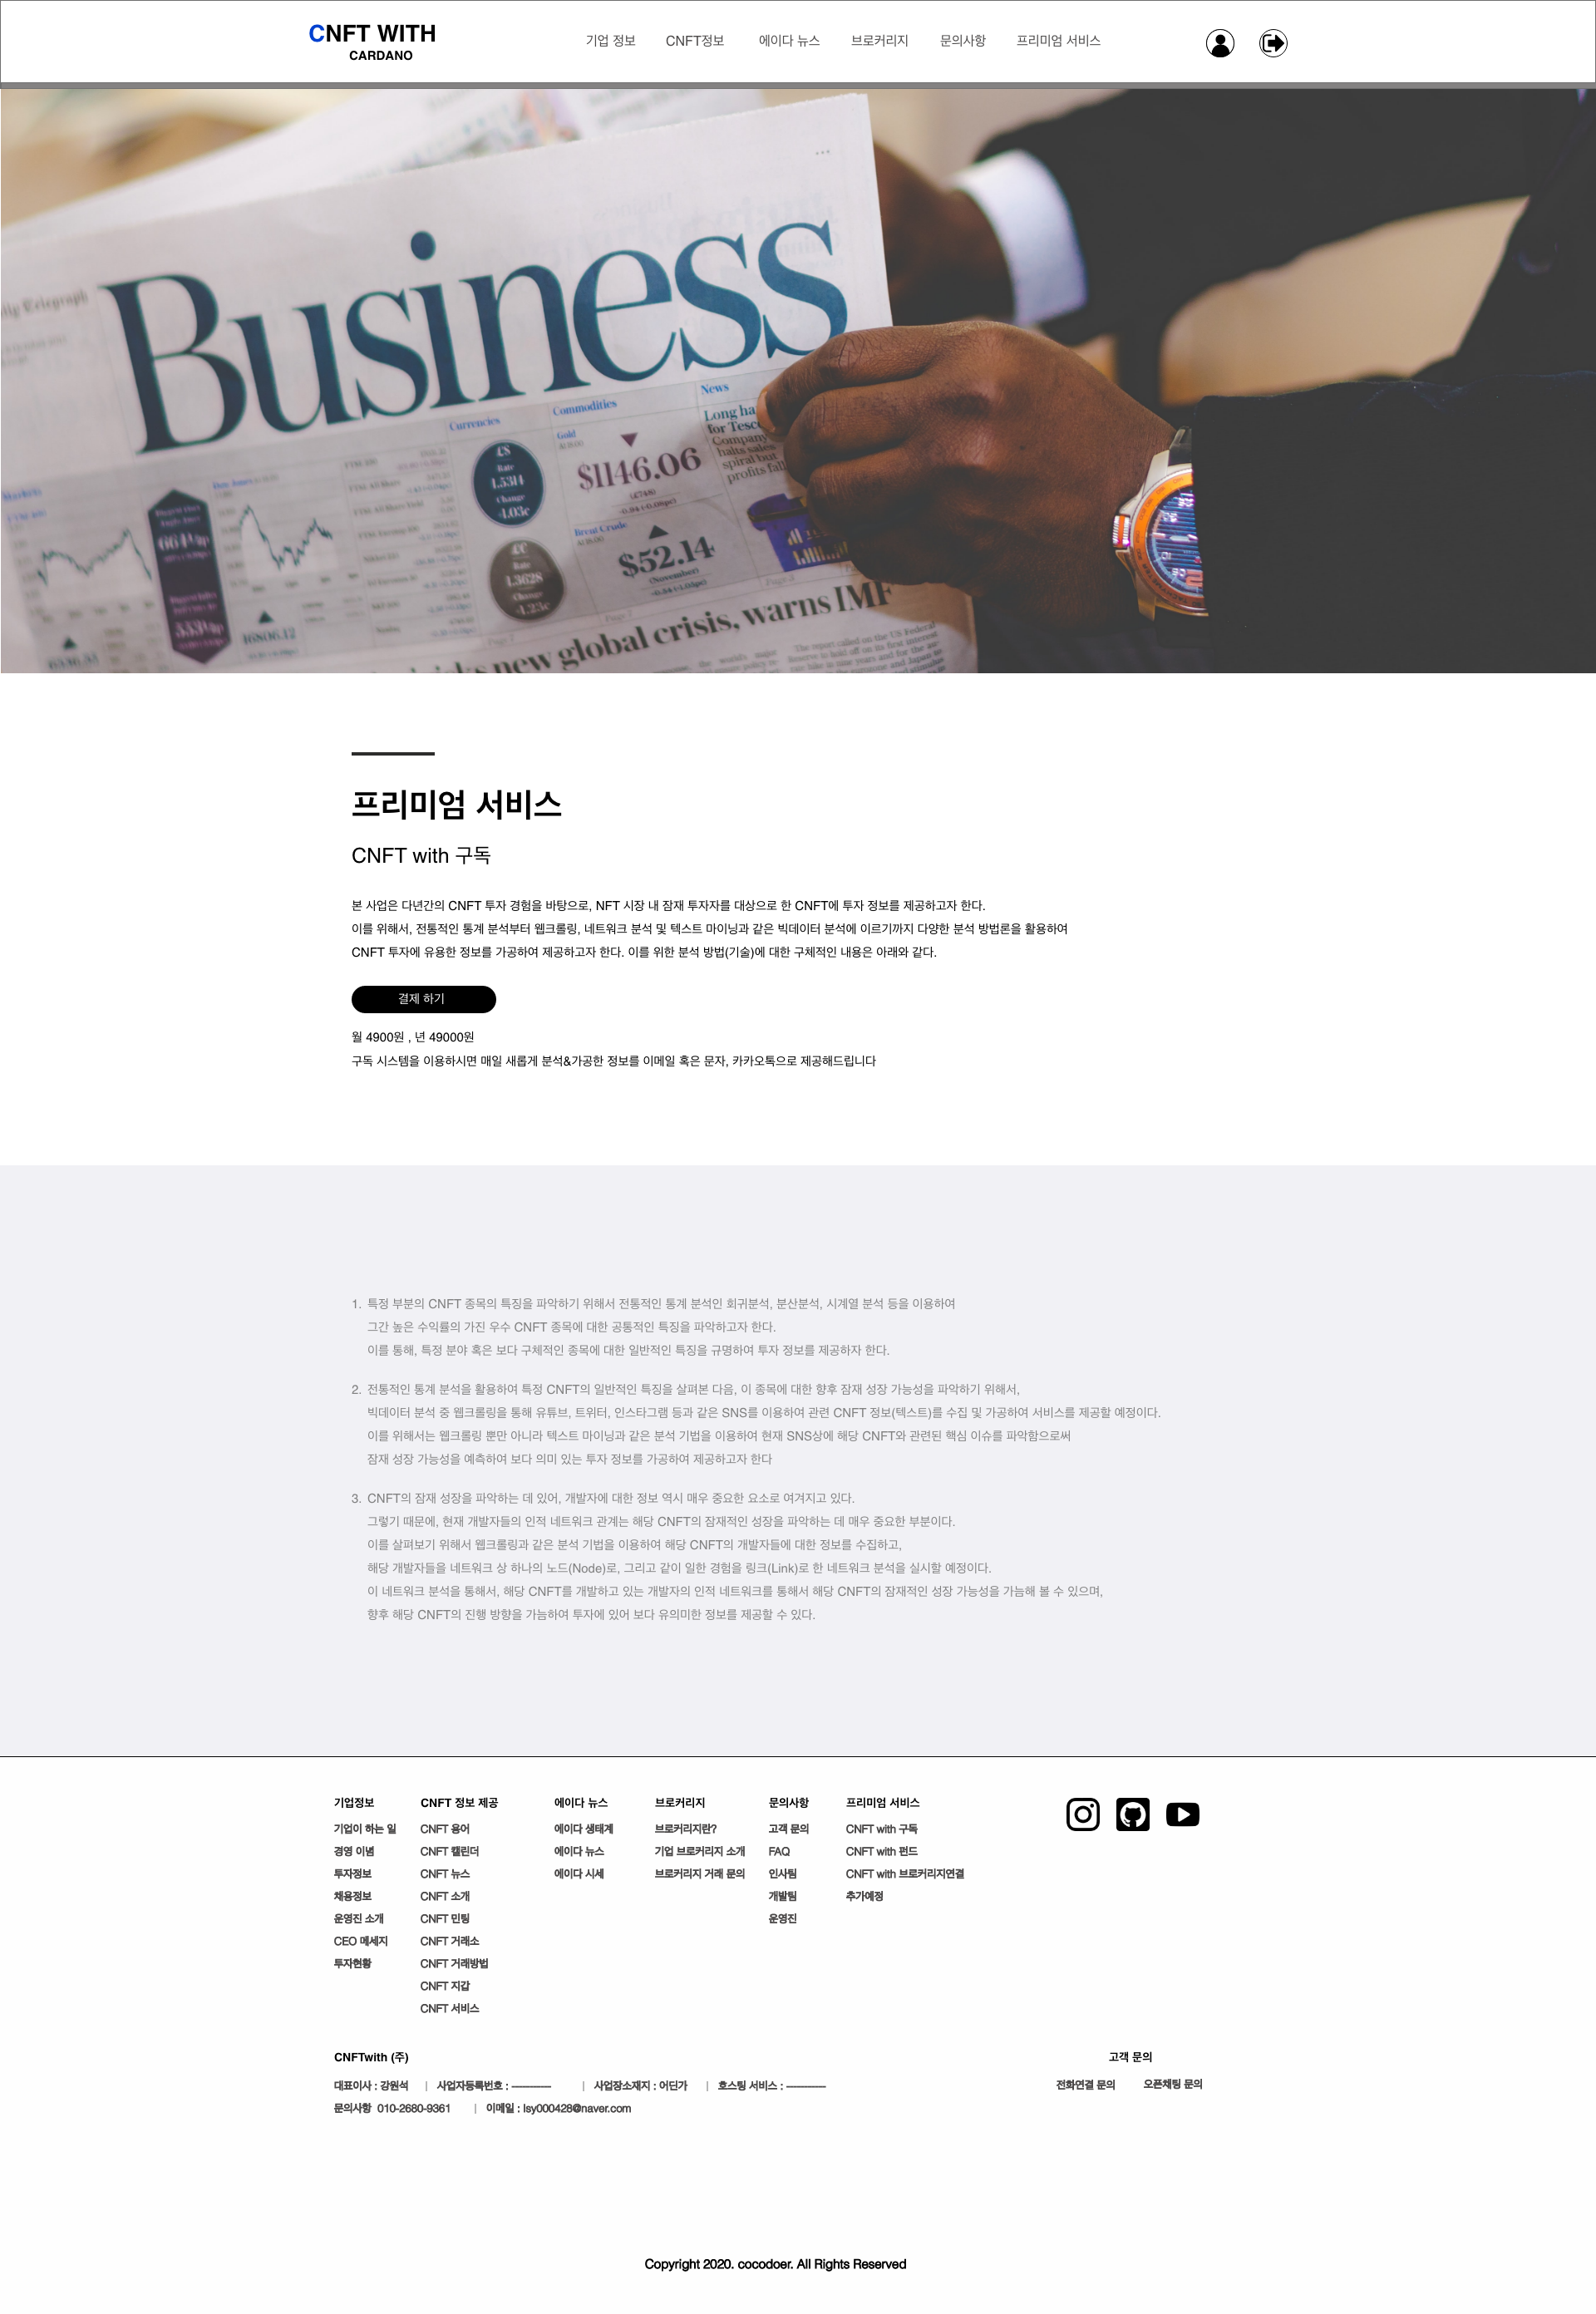 CNFT WITH
CARDANO
기업 정보
CNFT정보
에이다 뉴스
브로커리지
문의사항
프리미엄 서비스
Business
Currencies
Commodities
News
Gold
$1146.06
Long ha
for Tesco
Company
halts
spiral
profits
£/$
Rate
1.5314
Change
Brent Crude
$52.14
(November)
€/£
Rate
1.3628
Change
Markets
Dow Jones
16806.12
Page 7
new global crisis, warns IMF
프리미엄 서비스
CNFT with 구독
본 사업은 다년간의 CNFT 투자 경험을 바탕으로, NFT 시장 내 잠재 투자자를 대상으로 한 CNFT에 투자 정보를 제공하고자 한다.
이를 위해서, 전통적인 통계 분석부터 웹크롤링, 네트워크 분석 및 텍스트 마이닝과 같은 빅데이터 분석에 이르기까지 다양한 분석 방법론을 활용하여
CNFT 투자에 유용한 정보를 가공하여 제공하고자 한다. 이를 위한 분석 방법(기술)에 대한 구체적인 내용은 아래와 같다.
결제 하기
월 4900원 , 년 49000원
구독 시스템을 이용하시면 매일 새롭게 분석&가공한 정보를 이메일 혹은 문자, 카카오톡으로 제공해드립니다
1. 특정 부분의 CNFT 종목의 특징을 파악하기 위해서 전통적인 통계 분석인 회귀분석, 분산분석, 시계열 분석 등을 이용하여
그간 높은 수익률의 가진 우수 CNFT 종목에 대한 공통적인 특징을 파악하고자 한다.
이를 통해, 특정 분야 혹은 보다 구체적인 종목에 대한 일반적인 특징을 규명하여 투자 정보를 제공하자 한다.
2. 전통적인 통계 분석을 활용하여 특정 CNFT의 일반적인 특징을 살펴본 다음, 이 종목에 대한 향후 잠재 성장 가능성을 파악하기 위해서,
빅데이터 분석 중 웹크롤링을 통해 유튜브, 트위터, 인스타그램 등과 같은 SNS를 이용하여 관련 CNFT 정보(텍스트)를 수집 및 가공하여 서비스를 제공할 예정이다.
이를 위해서는 웹크롤링 뿐만 아니라 텍스트 마이닝과 같은 분석 기법을 이용하여 현재 SNS상에 해당 CNFT와 관련된 핵심 이슈를 파악함으로써
잠재 성장 가능성을 예측하여 보다 의미 있는 투자 정보를 가공하여 제공하고자 한다
3. CNFT의 잠재 성장을 파악하는 데 있어, 개발자에 대한 정보 역시 매우 중요한 요소로 여겨지고 있다.
그렇기 때문에, 현재 개발자들의 인적 네트워크 관계는 해당 CNFT의 잠재적인 성장을 파악하는 데 매우 중요한 부분이다.
이를 살펴보기 위해서 웹크롤링과 같은 분석 기법을 이용하여 해당 CNFT의 개발자들에 대한 정보를 수집하고,
해당 개발자들을 네트워크 상 하나의 노드(Node)로, 그리고 같이 일한 경험을 링크(Link)로 한 네트워크 분석을 실시할 예정이다.
이 네트워크 분석을 통해서, 해당 CNFT를 개발하고 있는 개발자의 인적 네트워크를 통해서 해당 CNFT의 잠재적인 성장 가능성을 가늠해 볼 수 있으며,
향후 해당 CNFT의 진행 방향을 가늠하여 투자에 있어 보다 유의미한 정보를 제공할 수 있다.
기업정보
기업이 하는 일
경영 이념
투자정보
채용정보
운영진 소개
CEO 메세지
투자현황
CNFT 정보 제공
CNFT 용어
CNFT 캘린더
CNFT 뉴스
CNFT 소개
CNFT 민팅
CNFT 거래소
CNFT 거래방법
CNFT 지갑
CNFT 서비스
에이다 뉴스
에이다 생태계
에이다 뉴스
에이다 시세
브로커리지
브로커리지란?
기업 브로커리지 소개
브로커리지 거래 문의
문의사항
고객 문의
FAQ
인사팀
개발팀
운영진
프리미엄 서비스
CNFT with 구독
CNFT with 펀드
CNFT with 브로커리지연결
추가예정
CNFTwith (주)
대표이사 : 강원석 | 사업자등록번호 : ---------- | 사업장소재지 : 어딘가 | 호스팅 서비스 : ----------
문의사항 010-2680-9361 | 이메일 : lsy000428@naver.com
고객 문의
전화연결 문의
오픈채팅 문의
Copyright 2020. cocodoer. All Rights Reserved